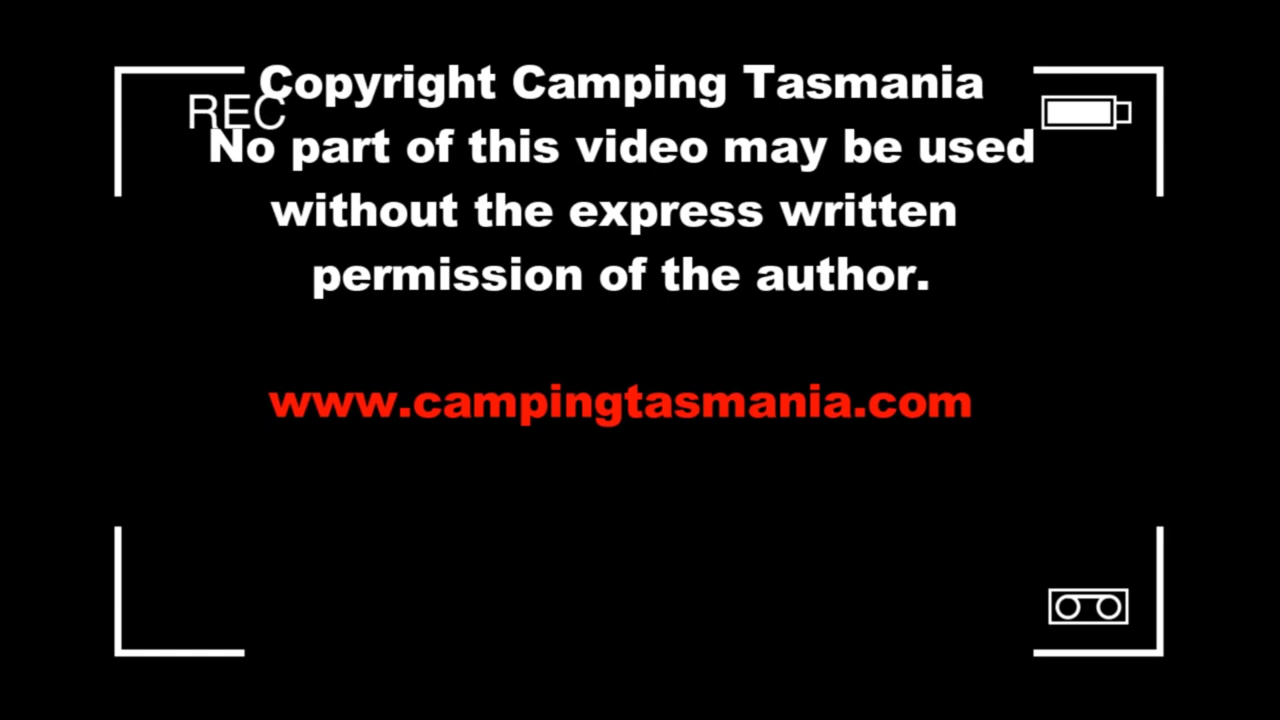 Copyright Camping Tasmania
REC
No part of this video may be used
without the express written
permission of the author.
www.campingtasmania.com